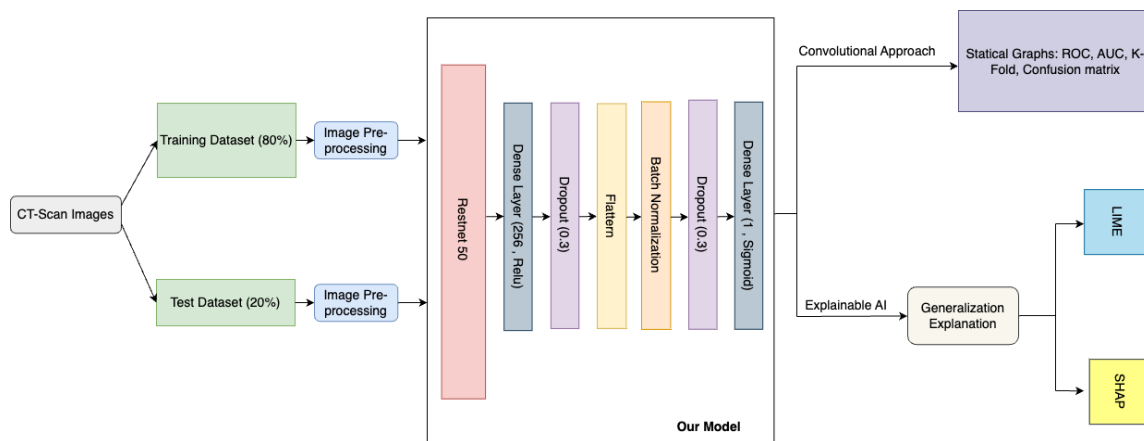 CT-Scan Images
Training Dataset (80%)
Image Pre-
processing
Test Dataset (20%)
Image Pre-
processing
Restnet 50
Dense Layer (256 , Relu)
Dropout (0.3)
Flattern
Batch Normalization
Dropout (0.3)
Dense Layer (1 , Sigmoid)
Our Model
Convolutional Approach
Statical Graphs: ROC, AUC, K-
Fold, Confusion matrix
Explainable AI
Generalization
Explanation
LIME
SHAP